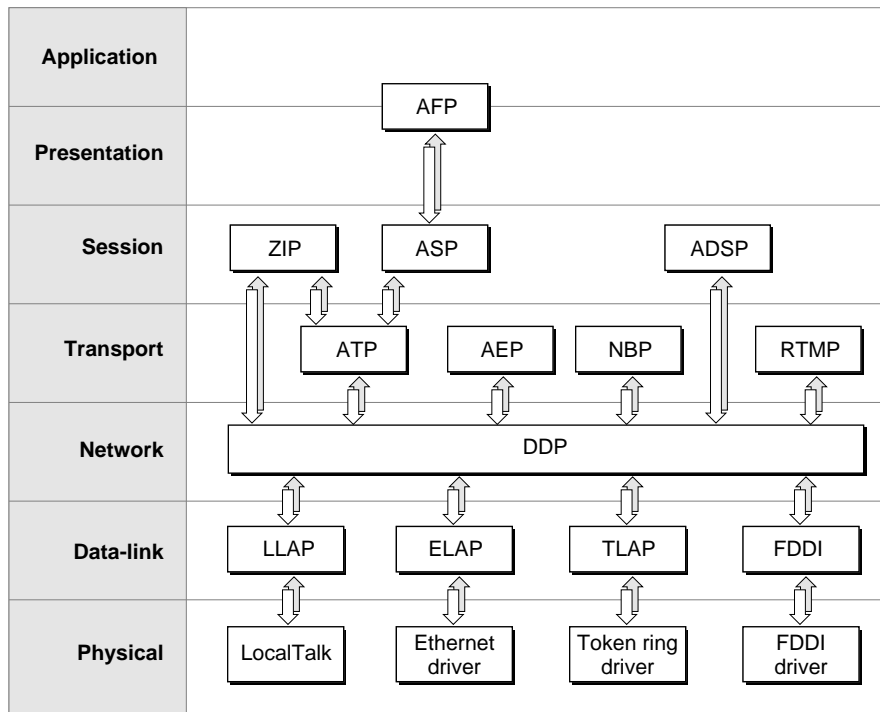 Application
AFP
Presentation
Session
ZIP
ASP
ADSP
Transport
ATP
AEP
NBP
RTMP
Network
DDP
Data-link
LLAP
ELAP
TLAP
FDDI
Physical
LocalTalk
Ethernet
driver
Token ring
driver
FDDI
driver